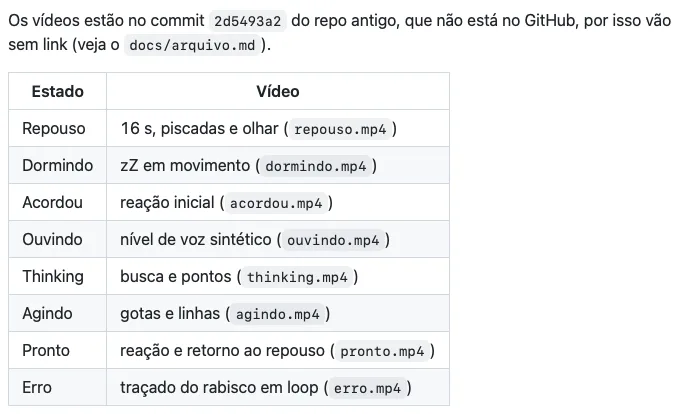 Os vídeos estão no commit 2d5493a2 do repo antigo, que não está no GitHub, por isso vão
sem link (veja o docs/arquivo.md ).
Estado Vídeo
Repouso 16 s, piscadas e olhar ( repouso.mp4 )
Dormindo zZ em movimento ( dormindo.mp4 )
Acordou reação inicial ( acordou.mp4 )
Ouvindo nível de voz sintético ( ouvindo.mp4 )
Thinking busca e pontos ( thinking.mp4 )
Agindo gotas e linhas ( agindo.mp4 )
Pronto reação e retorno ao repouso ( pronto.mp4 )
Erro traçado do rabisco em loop ( erro.mp4 )